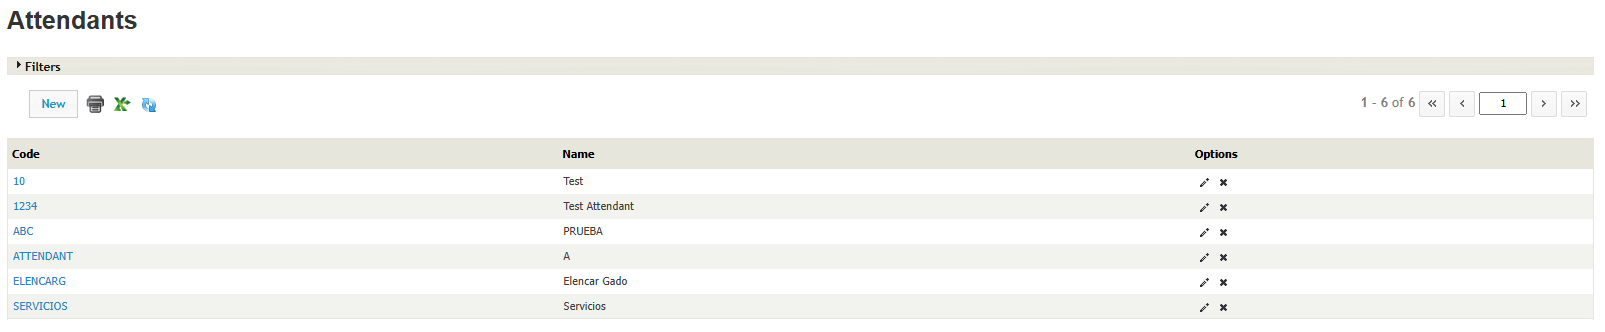 Attendants
Filters
New 1 - 6 of 6 « ‹ 1 › »
Code Name Options
10 Test
1234 Test Attendant
ABC PRUEBA
ATTENDANT A
ELENCARG Elencar Gado
SERVICIOS Servicios